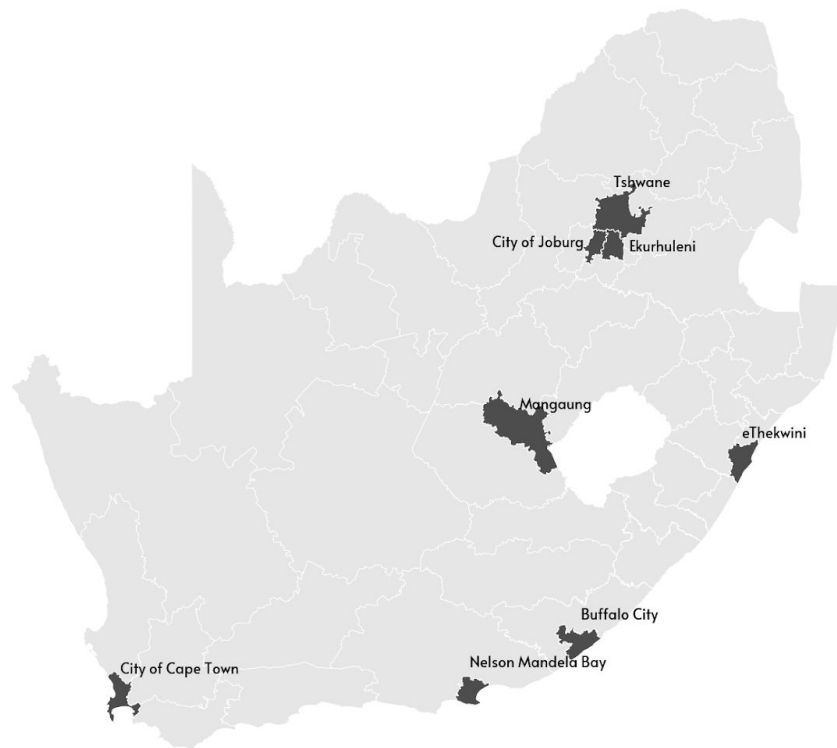 Tshwane
City of Joburg
Ekurhuleni
Mangaung
eThekwini
Buffalo City
Nelson Mandela Bay
City of Cape Town